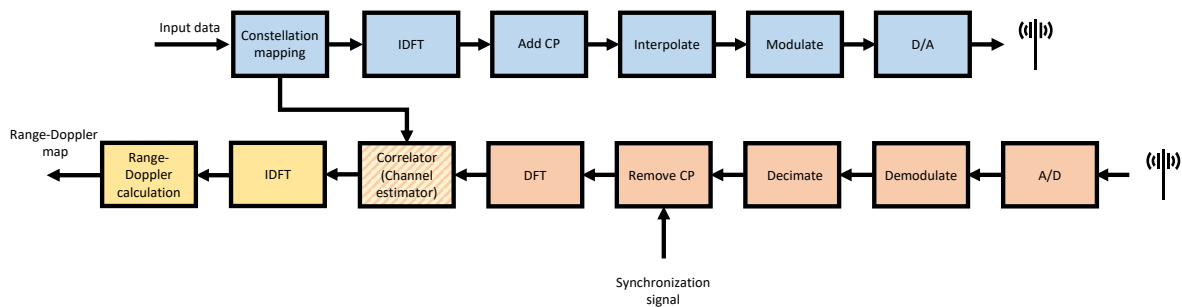 Input data
Constellation
mapping
IDFT
Add CP
Interpolate
Modulate
D/A
Range-Doppler
map
Range-
Doppler
calculation
IDFT
Correlator
(Channel
estimator)
DFT
Remove CP
Decimate
Demodulate
A/D
Synchronization
signal